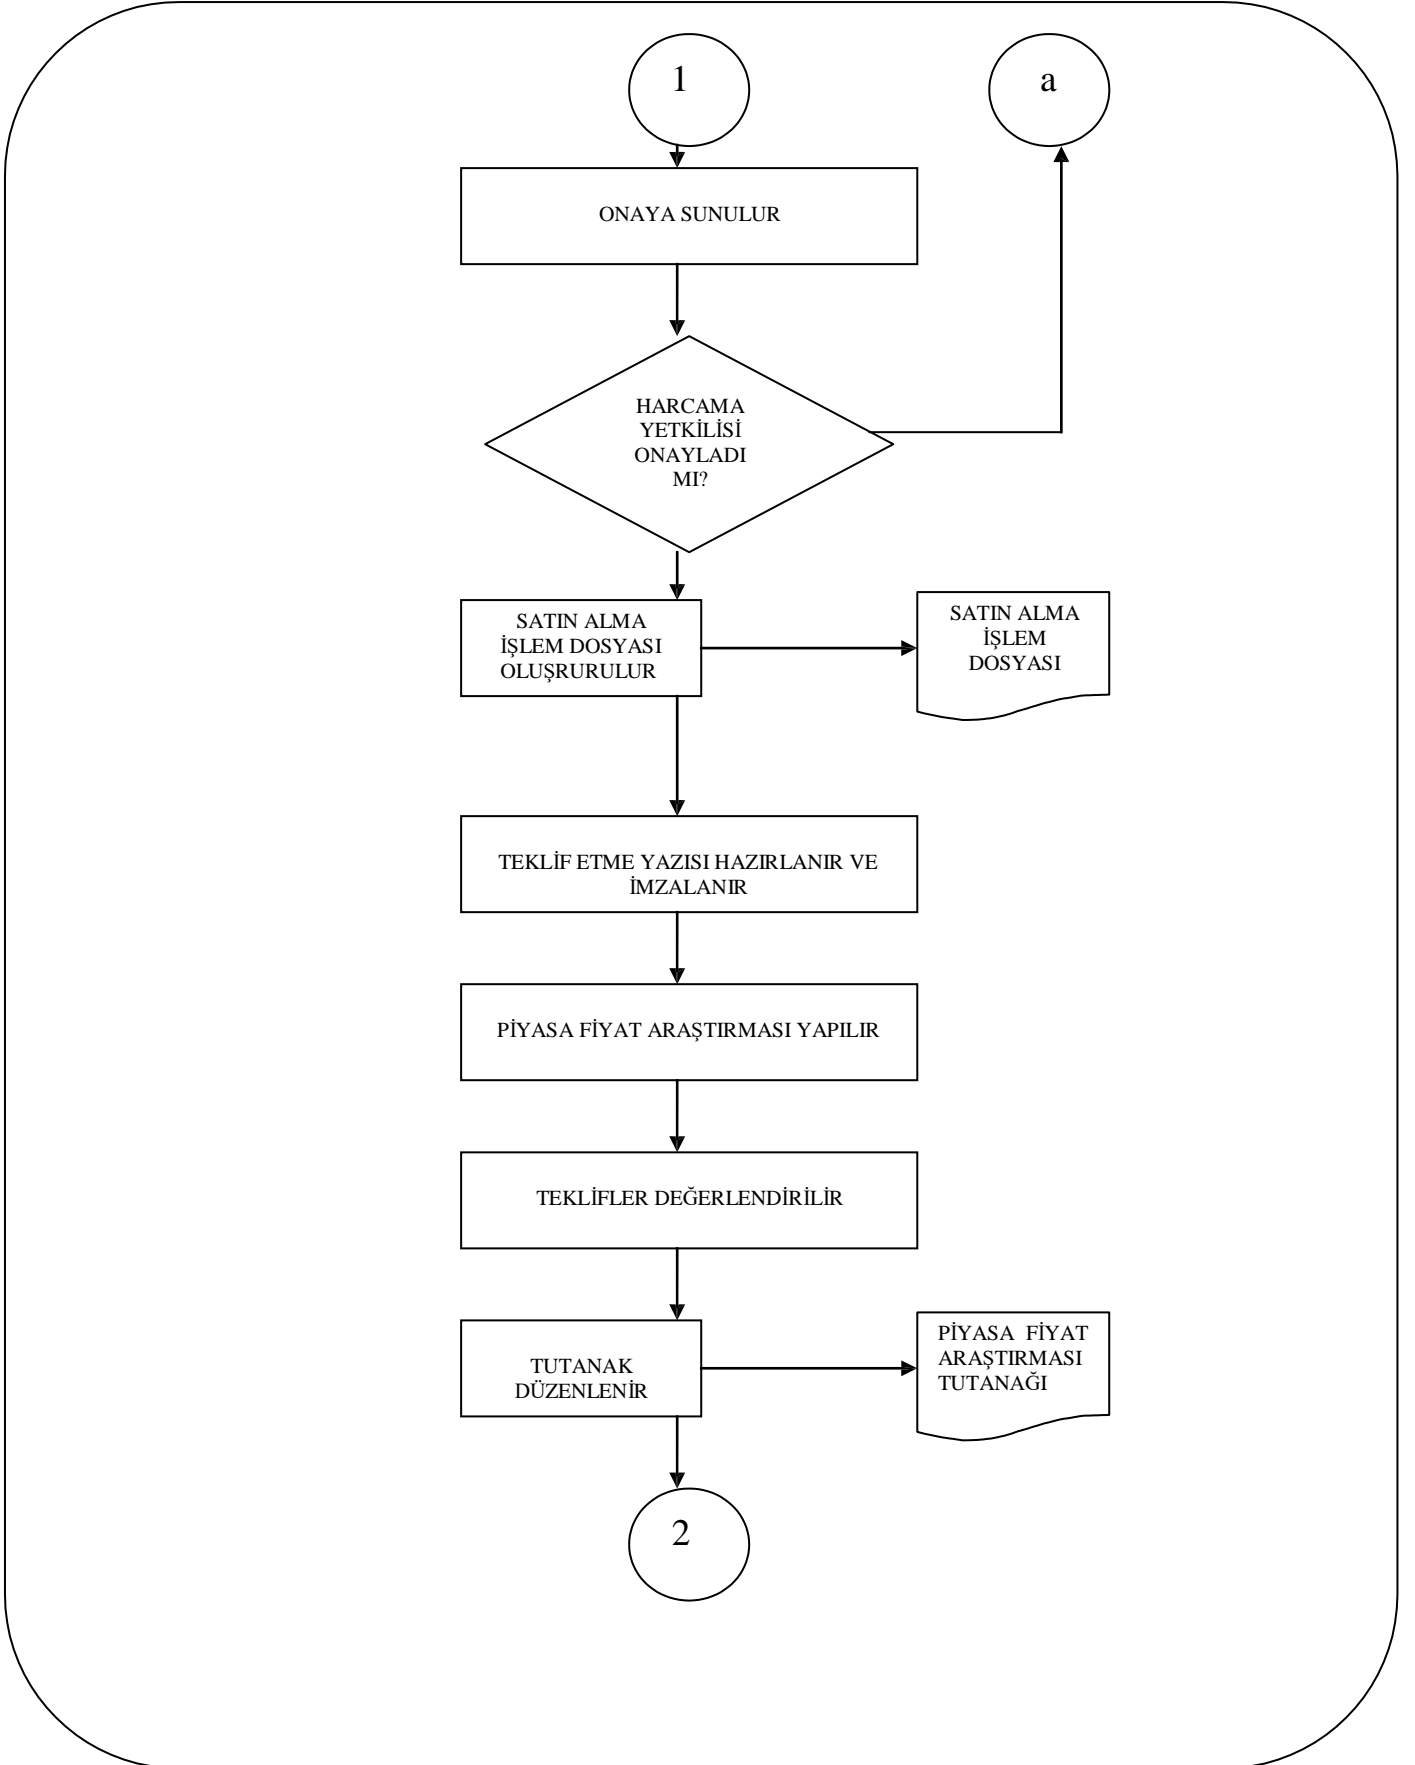 1
a
ONAYA SUNULUR
HARCAMA
YETKİLİSİ
ONAYLADI
MI?
SATIN ALMA
İŞLEM DOSYASI
OLUŞRURULUR
SATIN ALMA
İŞLEM
DOSYASI
TEKLİF ETME YAZISI HAZIRLANIR VE
İMZALANIR
PİYASA FİYAT ARAŞTIRMASI YAPILIR
TEKLİFLER DEĞERLENDİRİLİR
TUTANAK
DÜZENLENİR
PİYASA FİYAT
ARAŞTIRMASI
TUTANAĞI
2